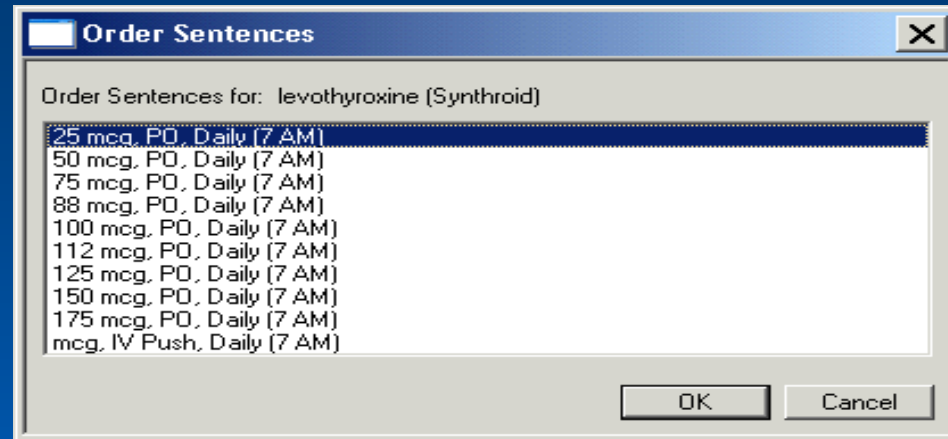 Order Sentences
Order Sentences for: levothyroxine (Synthroid)
25 mcg, PO, Daily (7 AM)
50 mcg, PO, Daily (7 AM)
75 mcg, PO, Daily (7 AM)
88 mcg, PO, Daily (7 AM)
100 mcg, PO, Daily (7 AM)
112 mcg, PO, Daily (7 AM)
125 mcg, PO, Daily (7 AM)
150 mcg, PO, Daily (7 AM)
175 mcg, PO, Daily (7 AM)
mcg, IV Push, Daily (7 AM)
OK Cancel